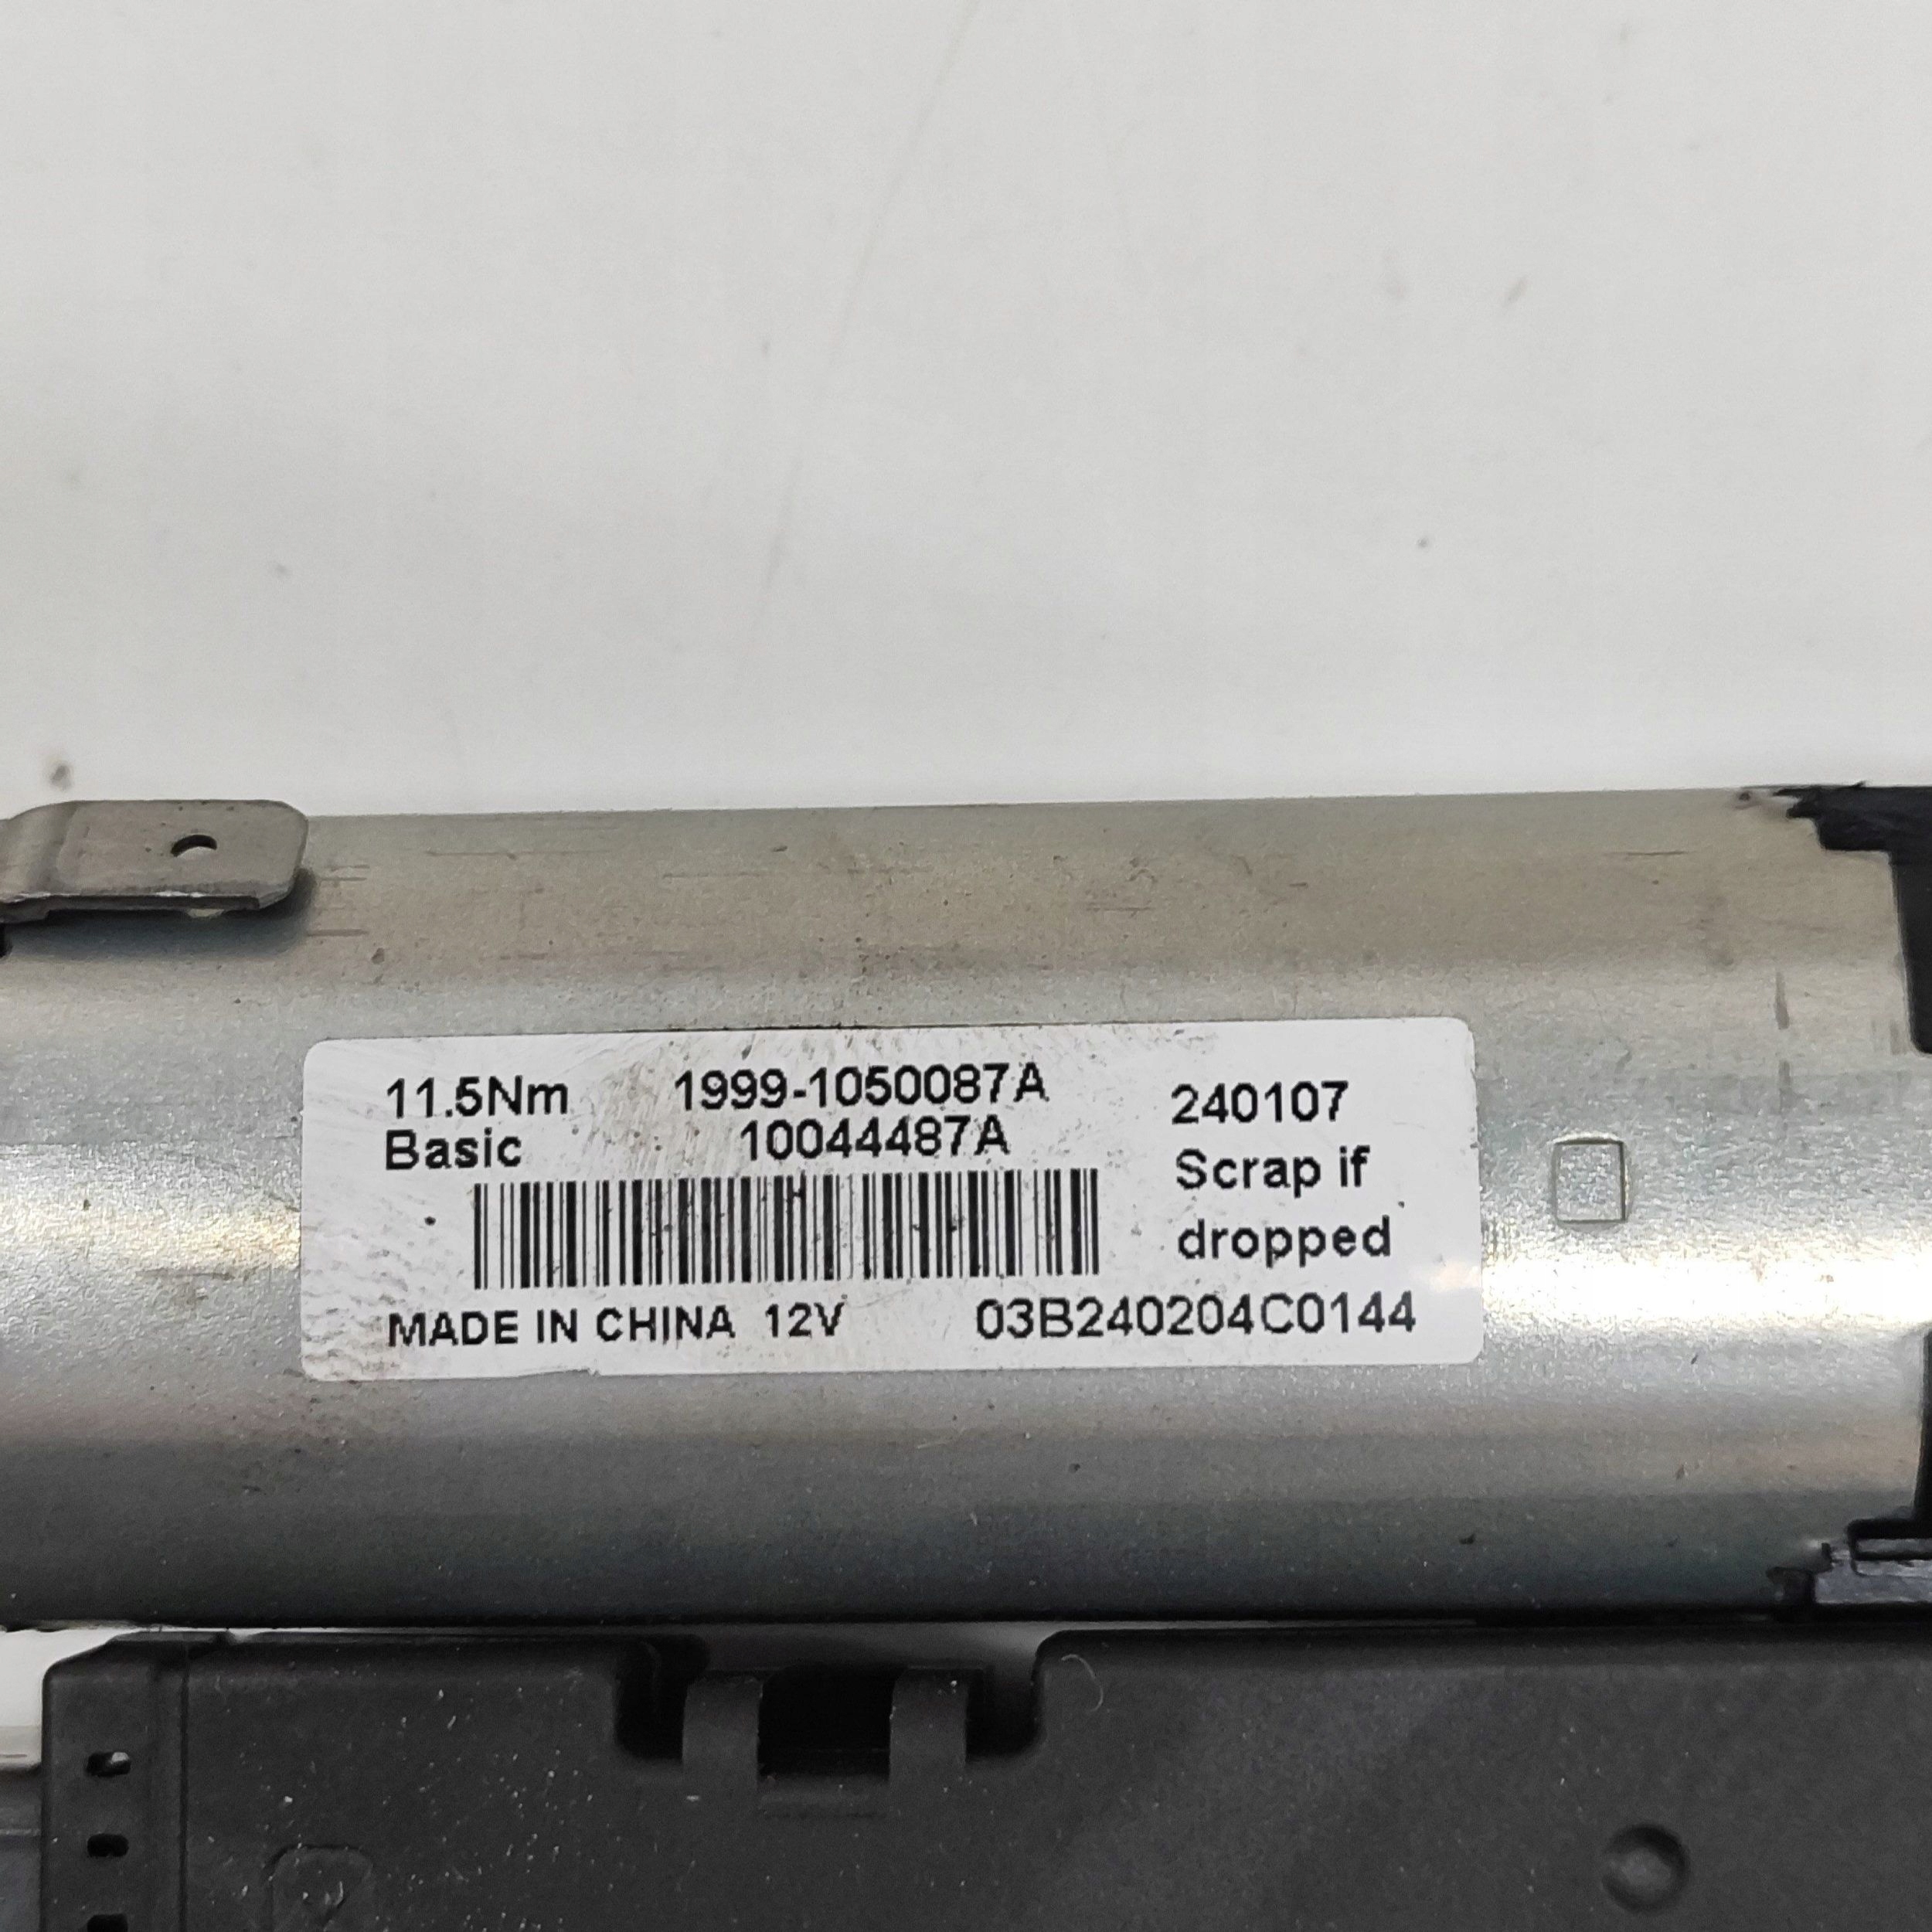 11.5Nm 1999-1050087A 240107
Basic 10044487A Scrap if
dropped
MADE IN CHINA 12V 03B240204C0144